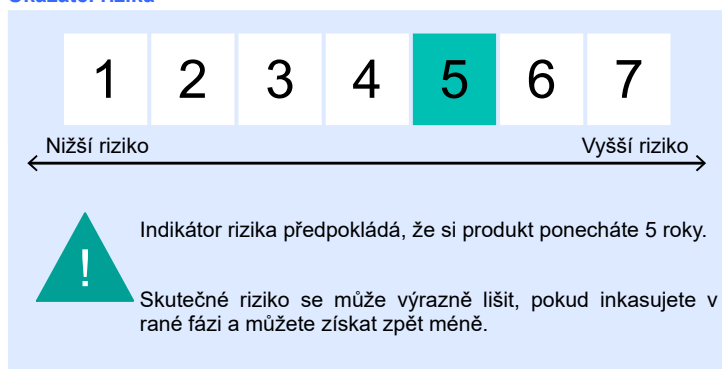 1 2 3 4 5 6 7
Nižší riziko Vyšší riziko
Indikátor rizika předpokládá, že si produkt ponecháte 5 roky.
!
Skutečné riziko se může výrazně lišit, pokud inkasujete v
rané fázi a můžete získat zpět méně.